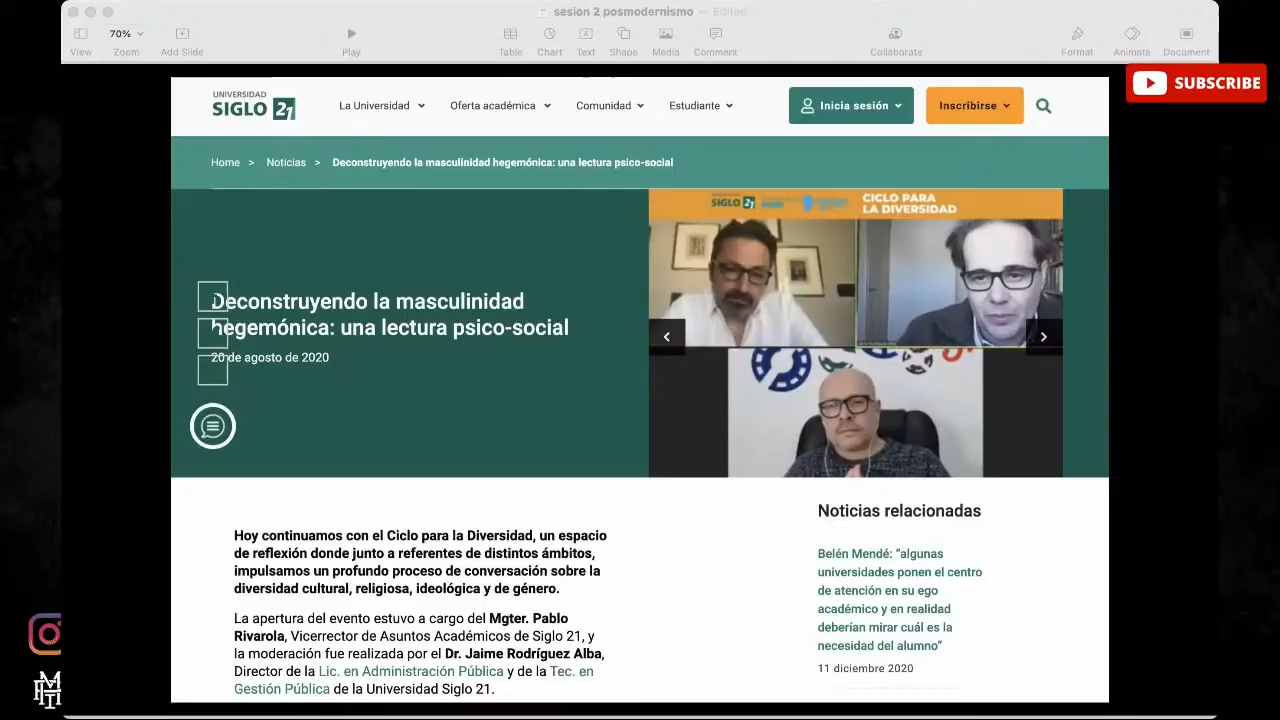 sesion 2 posmodernismo — Edited
70%
View Zoom Add Slide Play Table Chart Text Shape Media Comment Collaborate Format Animate Document
SUBSCRIBE
UNIVERSIDAD
SIGLO 21
La Universidad Oferta académica Comunidad Estudiante Inicia sesión Inscribirse
Home > Noticias > Deconstruyendo la masculinidad hegemónica: una lectura psico-social
SIGLO 21
CICLO PARA
LA DIVERSIDAD
Deconstruyendo la masculinidad
hegemónica: una lectura psico-social
20 de agosto de 2020
Hoy continuamos con el Ciclo para la Diversidad, un espacio
de reflexión donde junto a referentes de distintos ámbitos,
impulsamos un profundo proceso de conversación sobre la
diversidad cultural, religiosa, ideológica y de género.
La apertura del evento estuvo a cargo del Mgter. Pablo
Rivarola, Vicerrector de Asuntos Académicos de Siglo 21, y
la moderación fue realizada por el Dr. Jaime Rodríguez Alba,
Director de la Lic. en Administración Pública y de la Tec. en
Gestión Pública de la Universidad Siglo 21.
Noticias relacionadas
Belén Mendé: “algunas
universidades ponen el centro
de atención en su ego
académico y en realidad
deberían mirar cuál es la
necesidad del alumno”
11 diciembre 2020